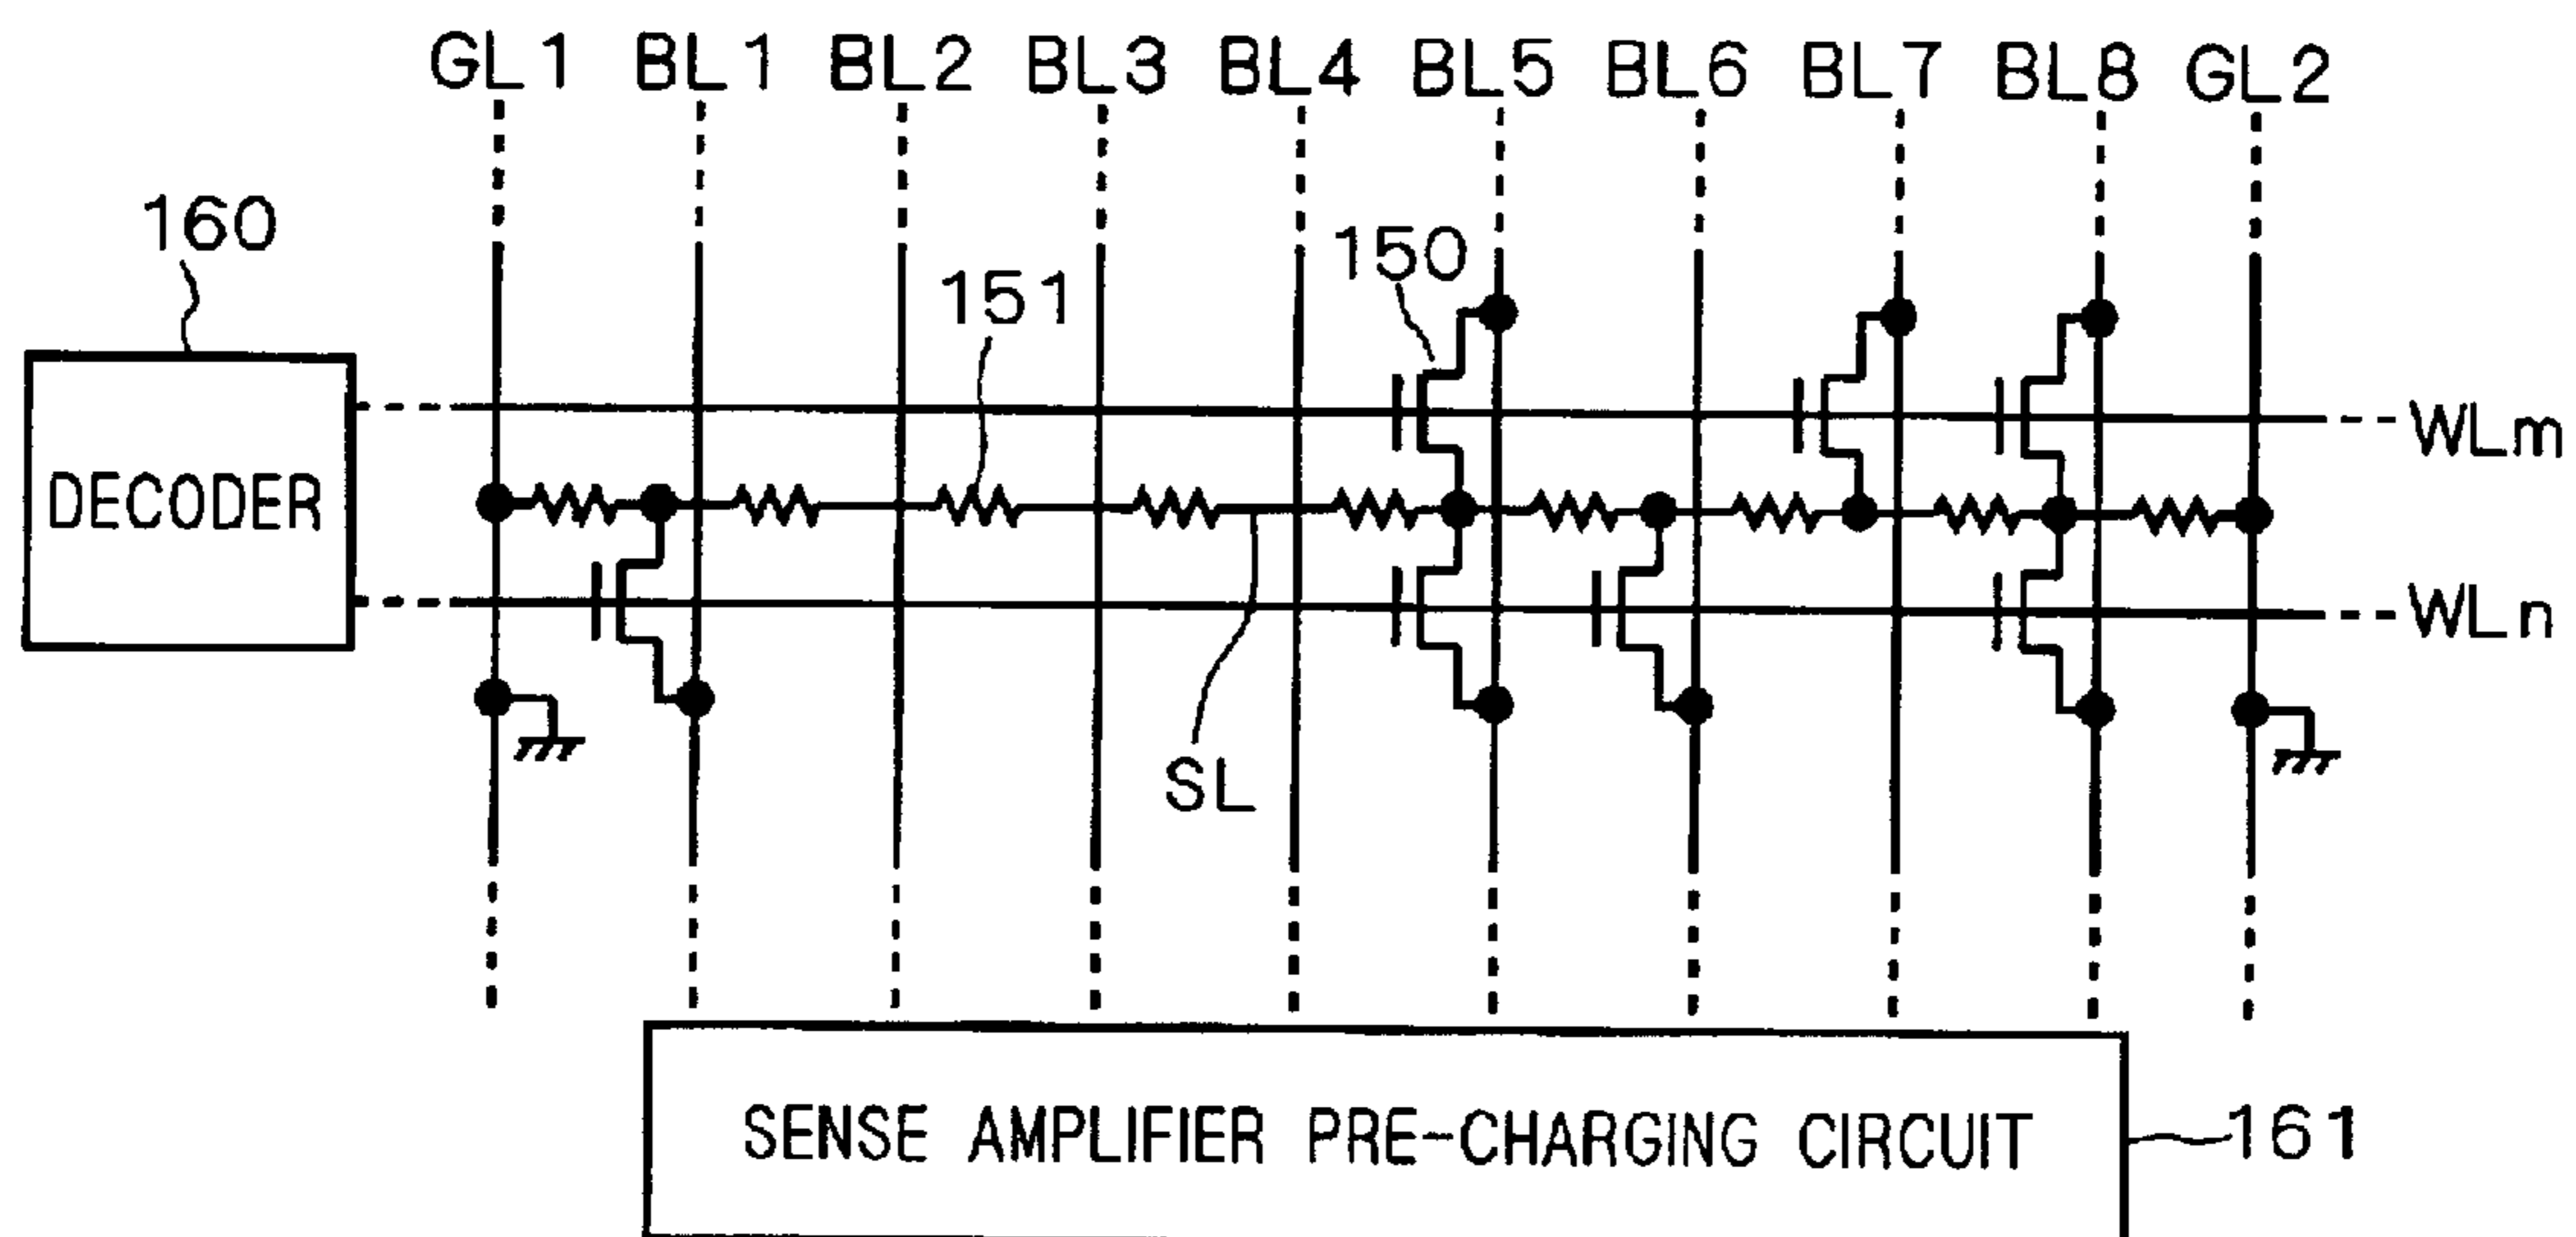 GL1 BL1 BL2 BL3 BL4 BL5 BL6 BL7 BL8 GL2
160
150
151
WLm
DECODER
WLn
SL
SENSE AMPLIFIER PRE-CHARGING CIRCUIT
161